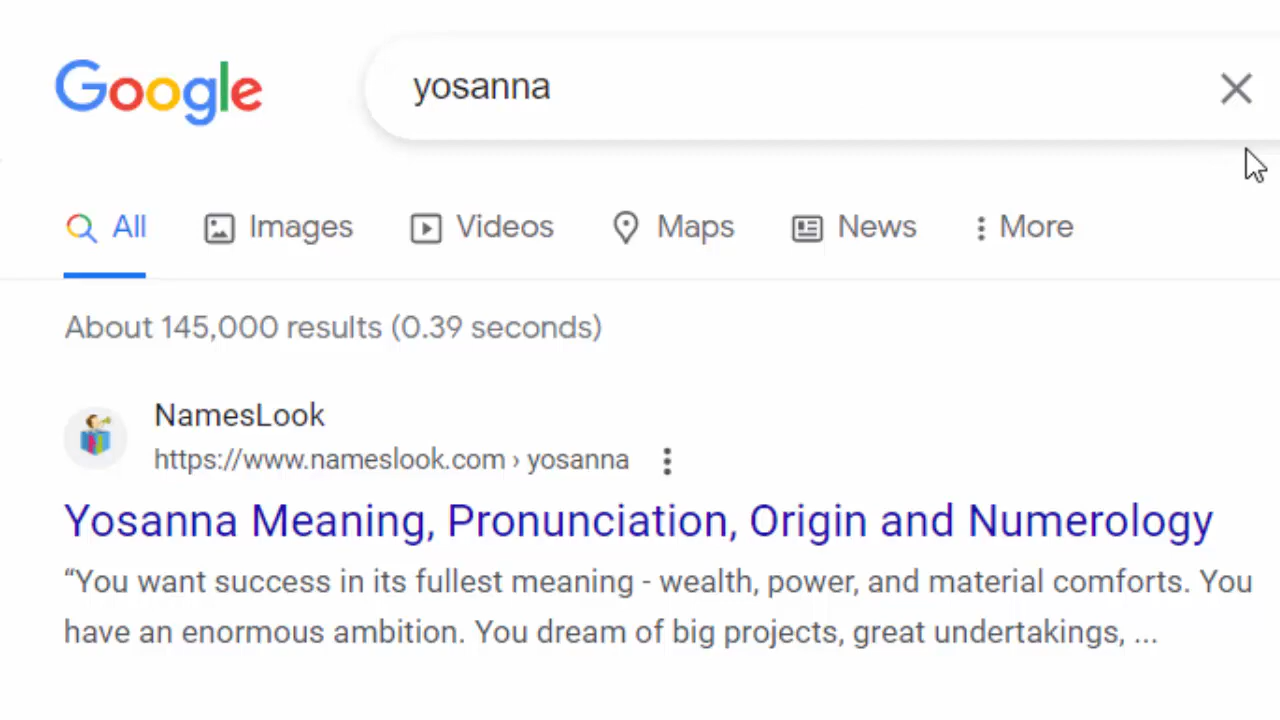 Google
yosanna
All Images Videos Maps News More
About 145,000 results (0.39 seconds)
NamesLook
https://www.nameslook.com › yosanna
Yosanna Meaning, Pronunciation, Origin and Numerology
“You want success in its fullest meaning - wealth, power, and material comforts. You
have an enormous ambition. You dream of big projects, great undertakings, ...